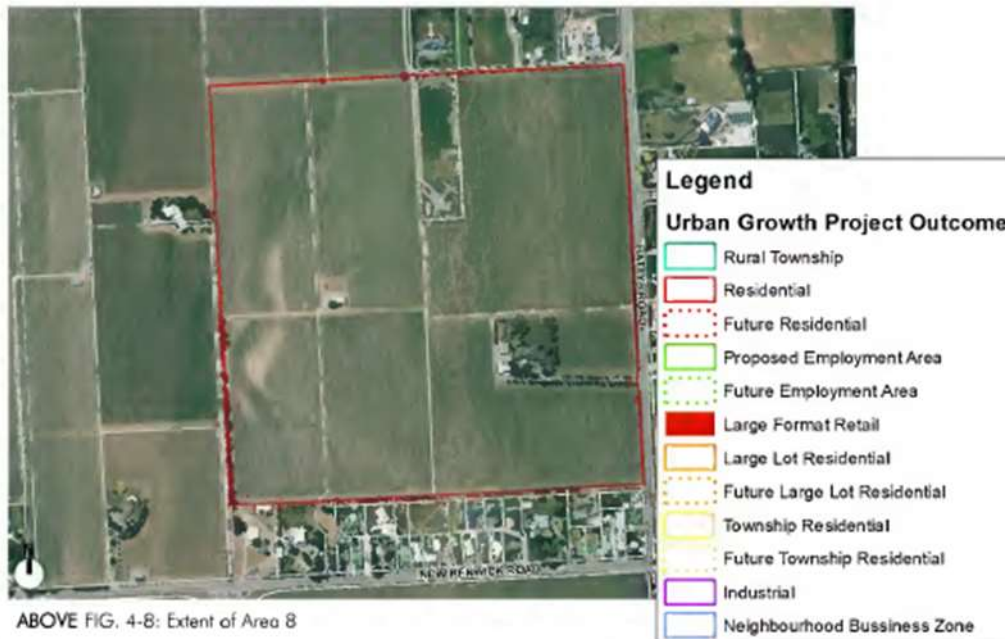 BATTYS ROAD
NEW RENWICK ROAD
ABOVE FIG. 4-8: Extent of Area 8
Legend
Urban Growth Project Outcome
Rural Township
Residential
Future Residential
Proposed Employment Area
Future Employment Area
Large Format Retail
Large Lot Residential
Future Large Lot Residential
Township Residential
Future Township Residential
Industrial
Neighbourhood Bussiness Zone